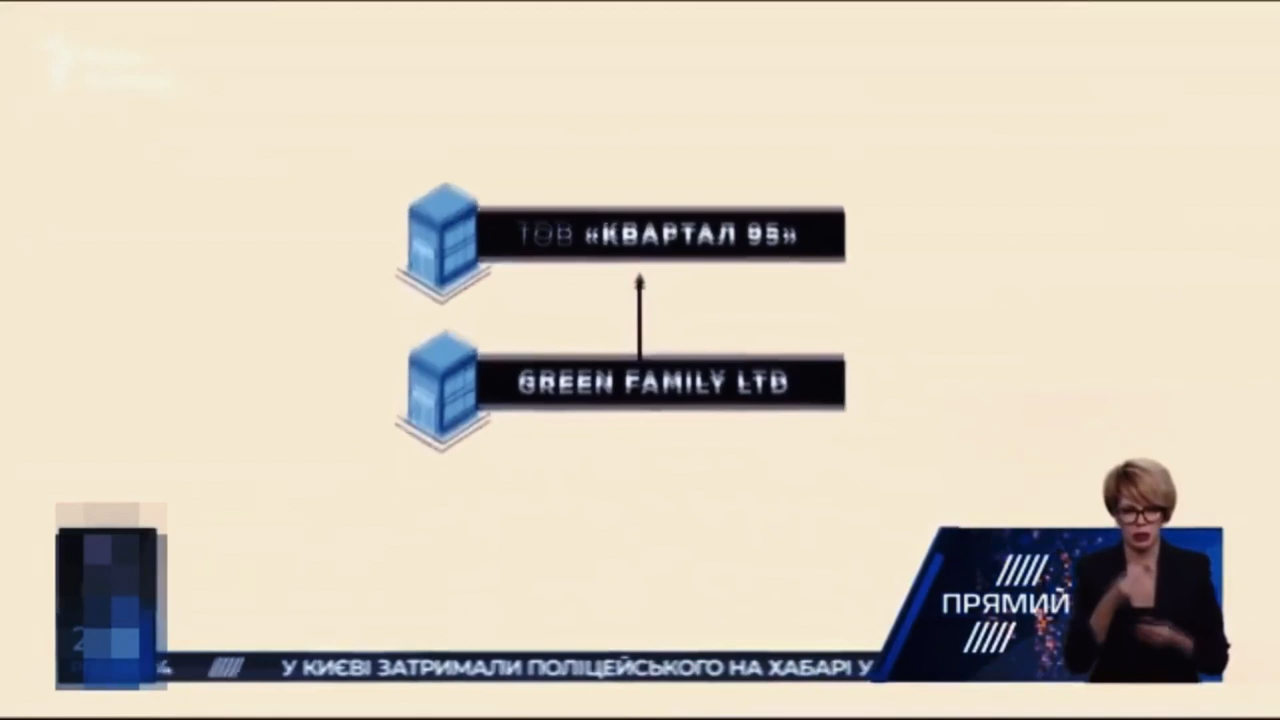 ТОВ «КВАРТАЛ 95»
GREEN FAMILY LTD
ПРЯМИЙ
У КИЄВІ ЗАТРИМАЛИ ПОЛІЦЕЙСЬКОГО НА ХАБАРІ У